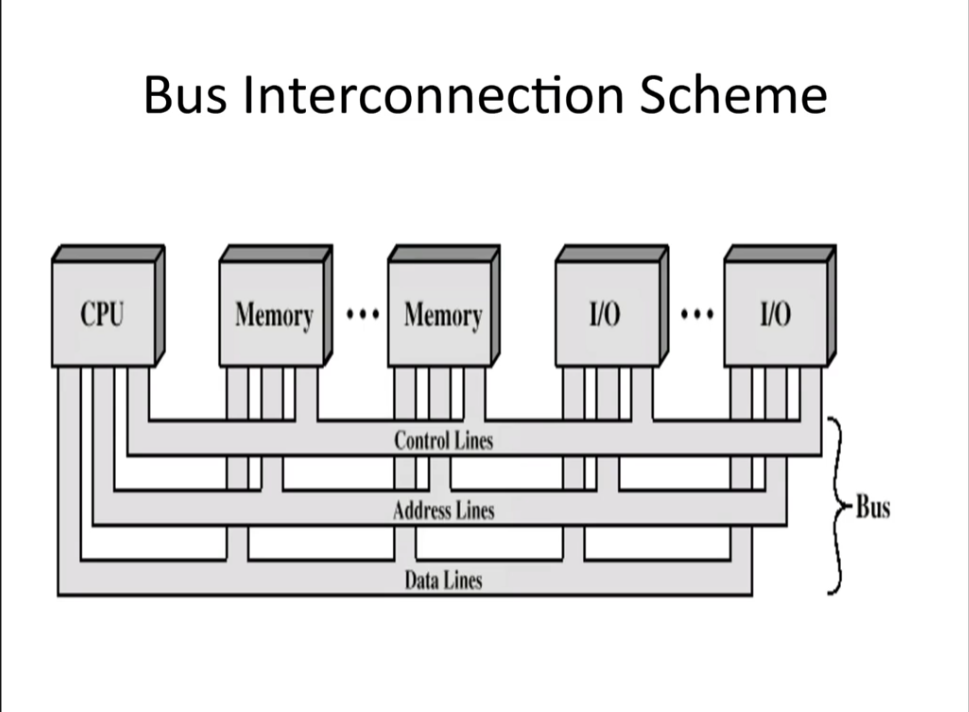 Bus Interconnection Scheme
CPU
Memory
•••
Memory
I/O
•••
I/O
Control Lines
Address Lines
Bus
Data Lines